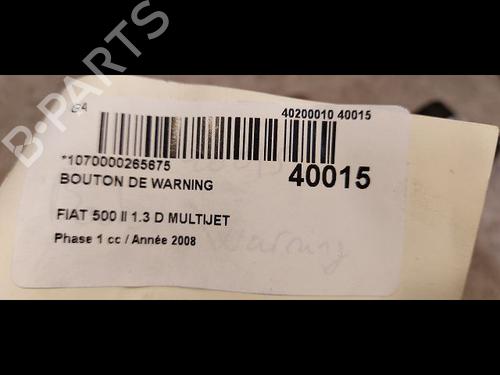 B-PARTS
GA
40200010 40015
*1070000265675
40015
BOUTON DE WARNING
FIAT 500 II 1.3 D MULTIJET
Phase 1 cc / Année 2008
Warning